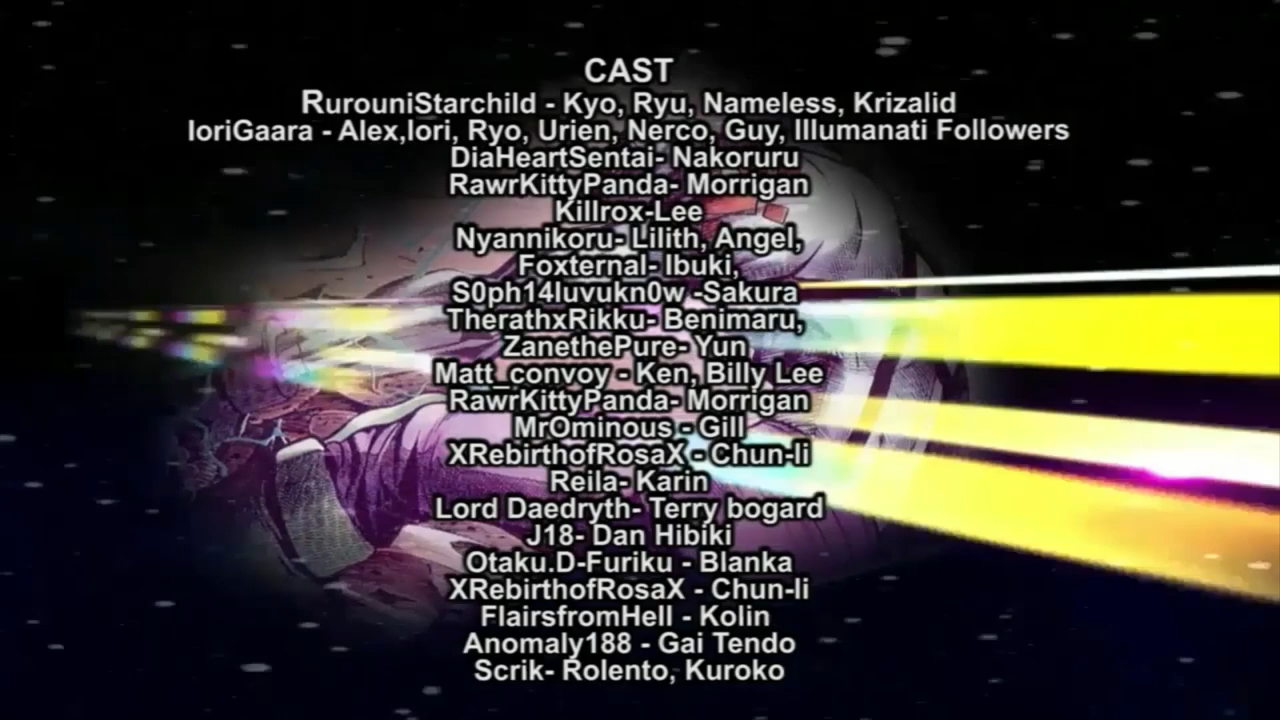 CAST
RurouniStarchild - Kyo, Ryu, Nameless, Krizalid
IoriGaara - Alex,Iori, Ryo, Urien, Nerco, Guy, Illumanati Followers
DiaHeartSentai- Nakoruru
RawrKittyPanda- Morrigan
Killrox-Lee
Nyannikoru- Lilith, Angel,
Foxternal- Ibuki,
S0ph14luvukn0w -Sakura
TherathxRikku- Benimaru,
ZanethePure- Yun
Matt_convoy - Ken, Billy Lee
RawrKittyPanda- Morrigan
MrOminous - Gill
XRebirthofRosaX - Chun-li
Reila- Karin
Lord Daedryth- Terry bogard
J18- Dan Hibiki
Otaku.D-Furiku - Blanka
XRebirthofRosaX - Chun-li
FlairsfromHell - Kolin
Anomaly188 - Gai Tendo
Scrik- Rolento, Kuroko